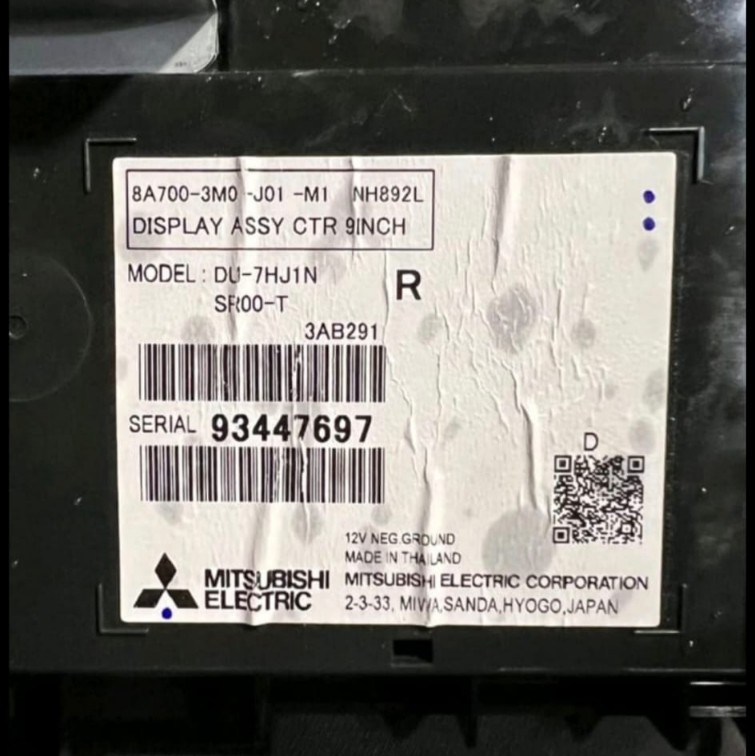 8A700-3M0 -J01 -M1 NH892L
DISPLAY ASSY CTR 9INCH
MODEL : DU-7HJ1N
R
SR00-T
3AB291
SERIAL 93447697
D
12V NEG.GROUND
MADE IN THAILAND
MITSUBISHI
ELECTRIC
MITSUBISHI ELECTRIC CORPORATION
2-3-33, MIWA,SANDA,HYOGO,JAPAN